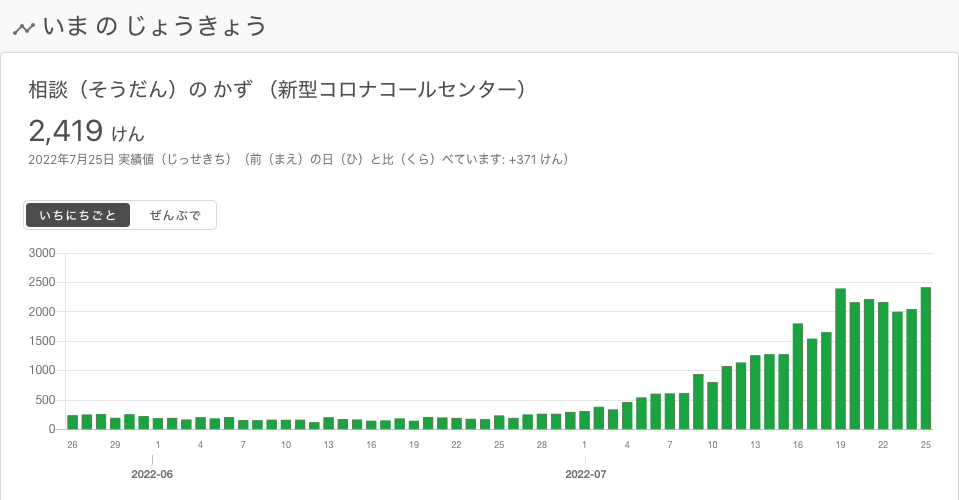 いま の じょうきょう
相談（そうだん）の かず （新型コロナコールセンター）
2,419 けん
2022年7月25日 実績値（じっせきち）（前（まえ）の日（ひ）と比（くら）べています: +371 けん）
いちにちごと ぜんぶで
3000
2500
2000
1500
1000
500
0
26 29 1 4 7 10 13 16 19 22 25 28 1 4 7 10 13 16 19 22 25
2022-06 2022-07